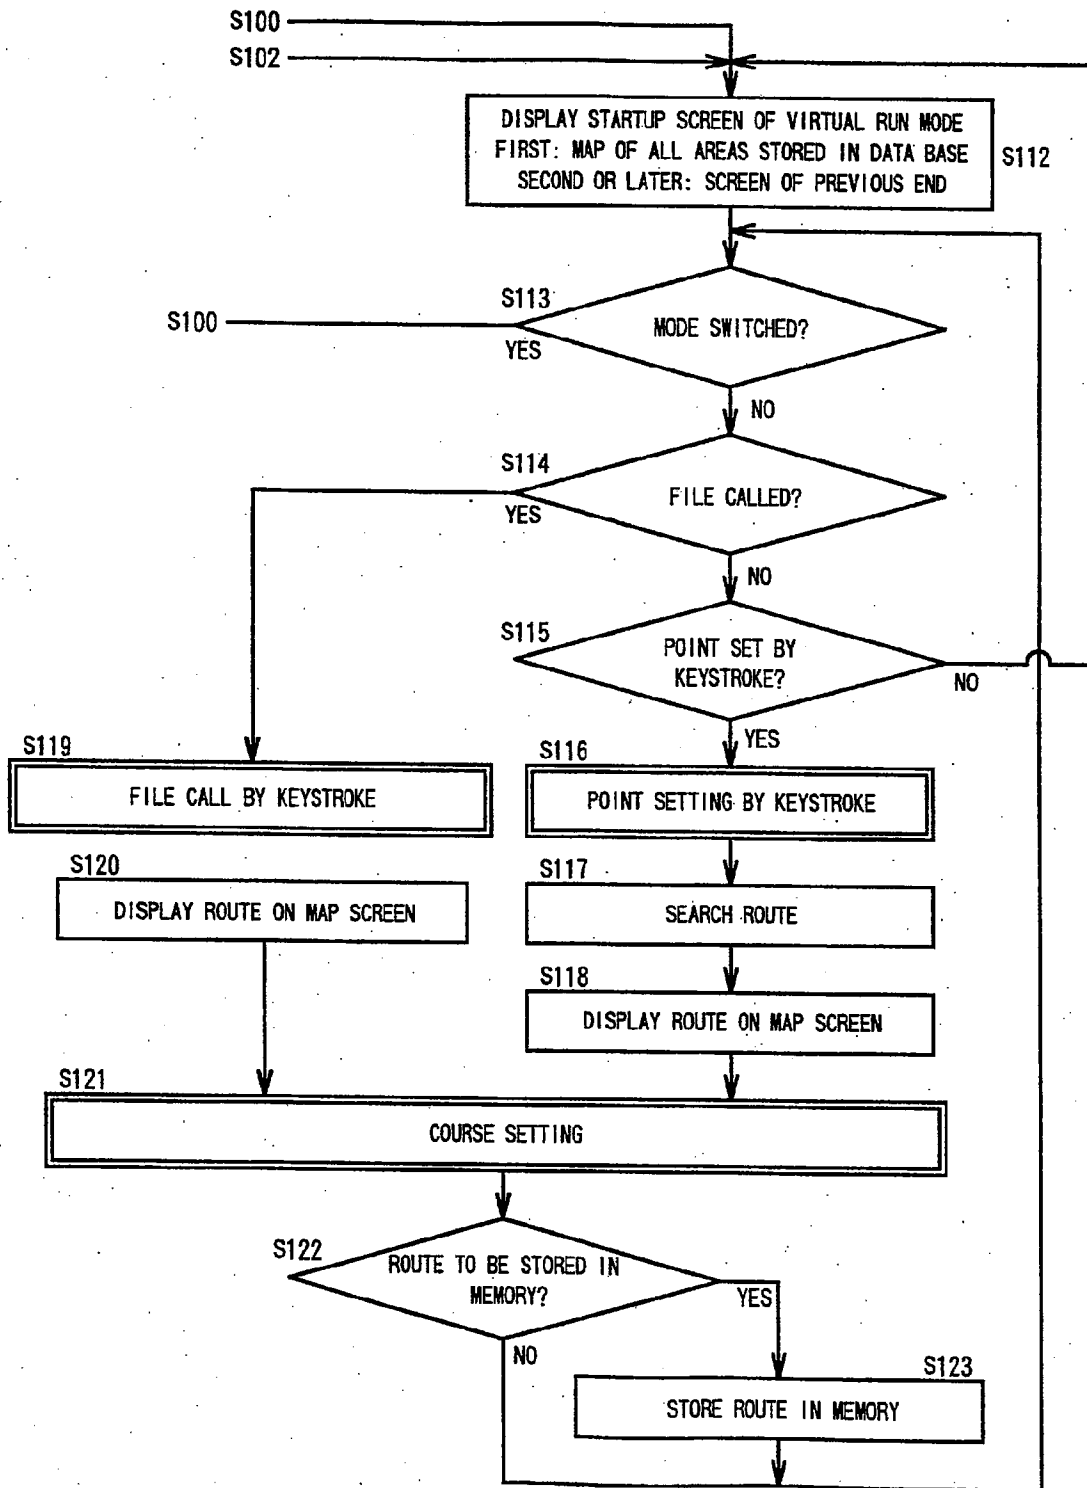 S100
S102
DISPLAY STARTUP SCREEN OF VIRTUAL RUN MODE
FIRST: MAP OF ALL AREAS STORED IN DATA BASE
SECOND OR LATER: SCREEN OF PREVIOUS END
S112
S113
S100
MODE SWITCHED?
YES
NO
S114
FILE CALLED?
YES
NO
S115
POINT SET BY
KEYSTROKE?
NO
YES
S119
S116
FILE CALL BY KEYSTROKE
POINT SETTING BY KEYSTROKE
S120
S117
DISPLAY ROUTE ON MAP SCREEN
SEARCH ROUTE
S118
DISPLAY ROUTE ON MAP SCREEN
S121
COURSE SETTING
S122
ROUTE TO BE STORED IN
MEMORY?
YES
NO
S123
STORE ROUTE IN MEMORY